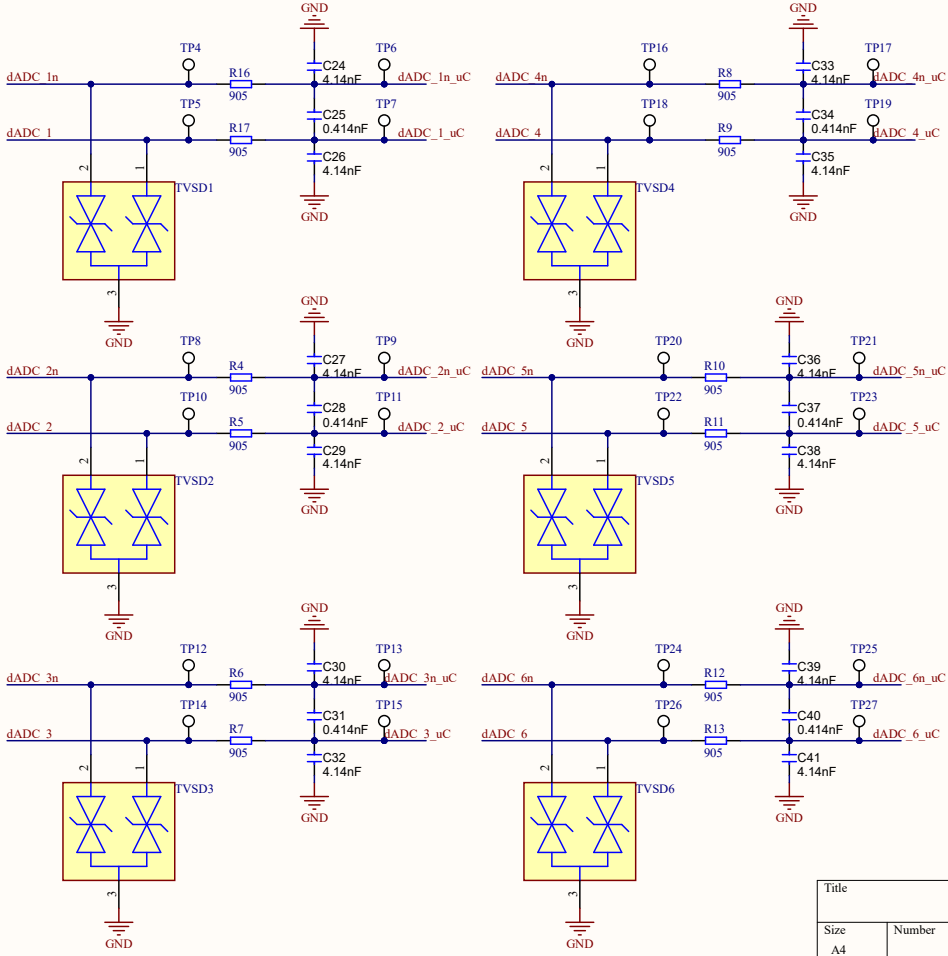 GND
TP4
TP6
R16
C24
dADC_1n
905
4.14nF
dADC_1n_uC
TP5
C25
TP7
R17
0.414nF
dADC_1
905
C26
dADC_1_uC
4.14nF
2
1
TVSD1
GND
3
GND
GND
TP16
TP17
R8
C33
dADC_4n
905
4.14nF
dADC_4n_uC
TP18
C34
TP19
R9
0.414nF
dADC_4
905
C35
dADC_4_uC
4.14nF
2
1
TVSD4
GND
3
GND
GND
TP8
TP9
R4
C27
dADC_2n
905
4.14nF
dADC_2n_uC
TP10
C28
TP11
R5
0.414nF
dADC_2
905
C29
dADC_2_uC
4.14nF
2
1
TVSD2
GND
3
GND
GND
TP20
TP21
R10
C36
dADC_5n
905
4.14nF
dADC_5n_uC
TP22
C37
TP23
R11
0.414nF
dADC_5
905
C38
dADC_5_uC
4.14nF
2
1
TVSD5
GND
3
GND
GND
TP12
TP13
R6
C30
dADC_3n
905
4.14nF
dADC_3n_uC
TP14
C31
TP15
R7
0.414nF
dADC_3
905
C32
dADC_3_uC
4.14nF
2
1
TVSD3
GND
3
GND
GND
TP24
TP25
R12
C39
dADC_6n
905
4.14nF
dADC_6n_uC
TP26
C40
TP27
R13
0.414nF
dADC_6
905
C41
dADC_6_uC
4.14nF
2
1
TVSD6
GND
3
GND
Title
Size
Number
A4